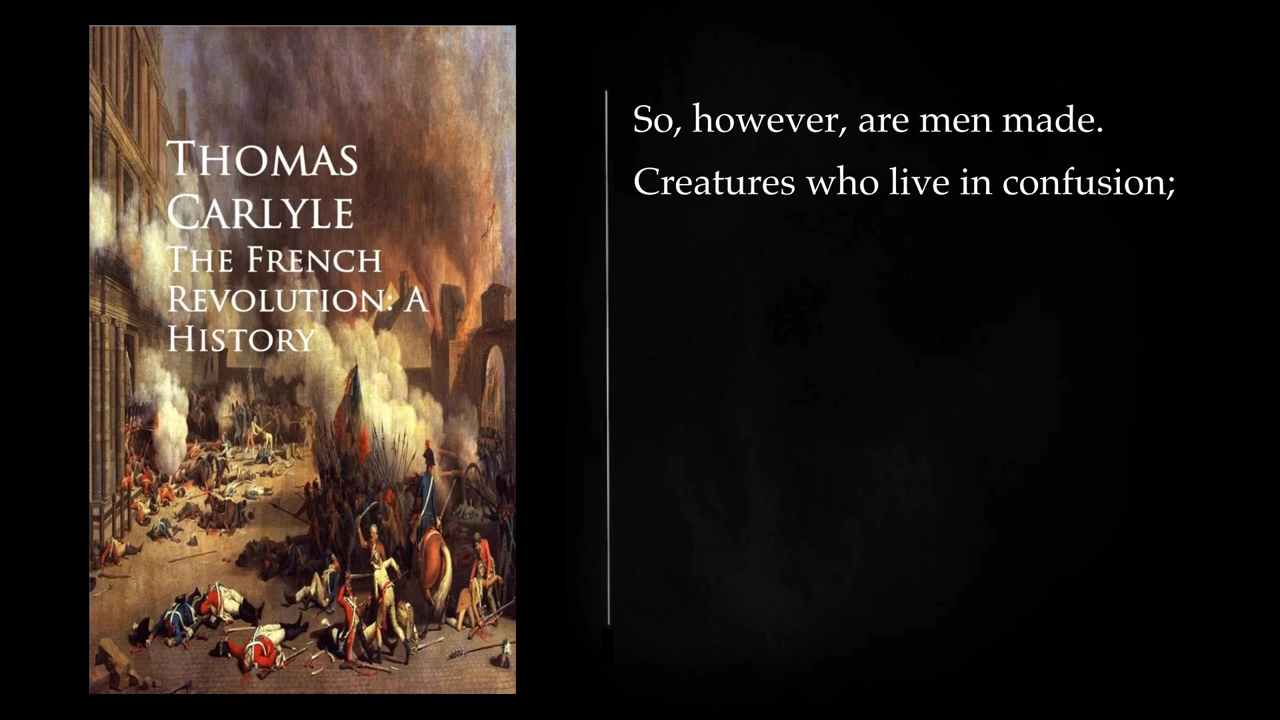 THOMAS
CARLYLE
THE FRENCH
REVOLUTION: A
HISTORY
So, however, are men made.
Creatures who live in confusion;